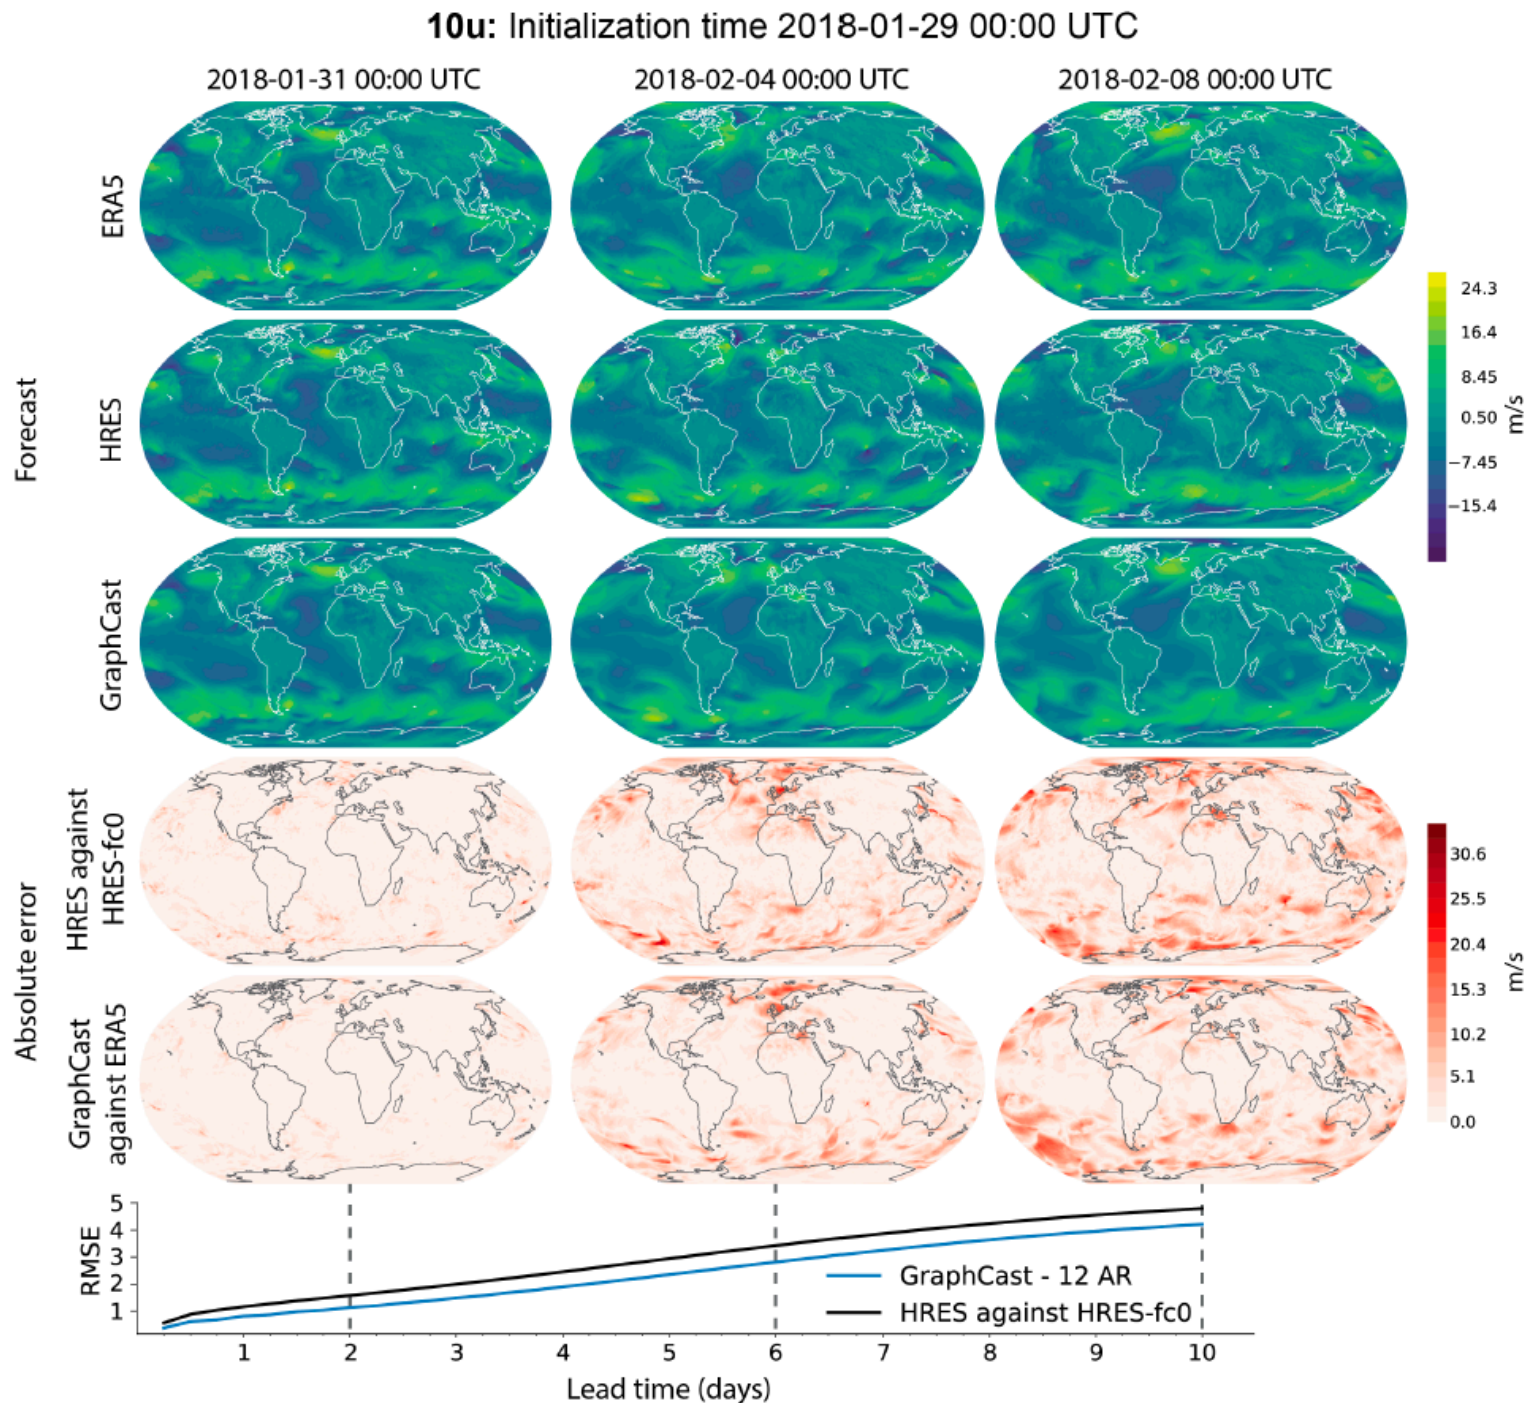 10u: Initialization time 2018-01-29 00:00 UTC
2018-01-31 00:00 UTC
2018-02-04 00:00 UTC
2018-02-08 00:00 UTC
Forecast
ERA5
HRES
GraphCast
24.3
16.4
8.45
0.50
−7.45
−15.4
m/s
Absolute error
HRES against
HRES-fc0
GraphCast
against ERA5
30.6
25.5
20.4
15.3
10.2
5.1
0.0
m/s
RMSE
5
4
3
2
1
GraphCast - 12 AR
HRES against HRES-fc0
1 2 3 4 5 6 7 8 9 10
Lead time (days)